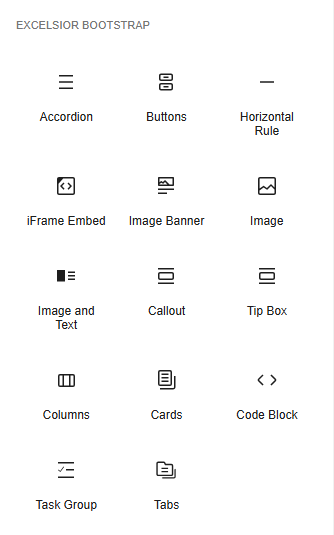 EXCELSIOR BOOTSTRAP
Accordion
Buttons
Horizontal
Rule
iFrame Embed
Image Banner
Image
Image and
Text
Callout
Tip Box
Columns
Cards
Code Block
Task Group
Tabs